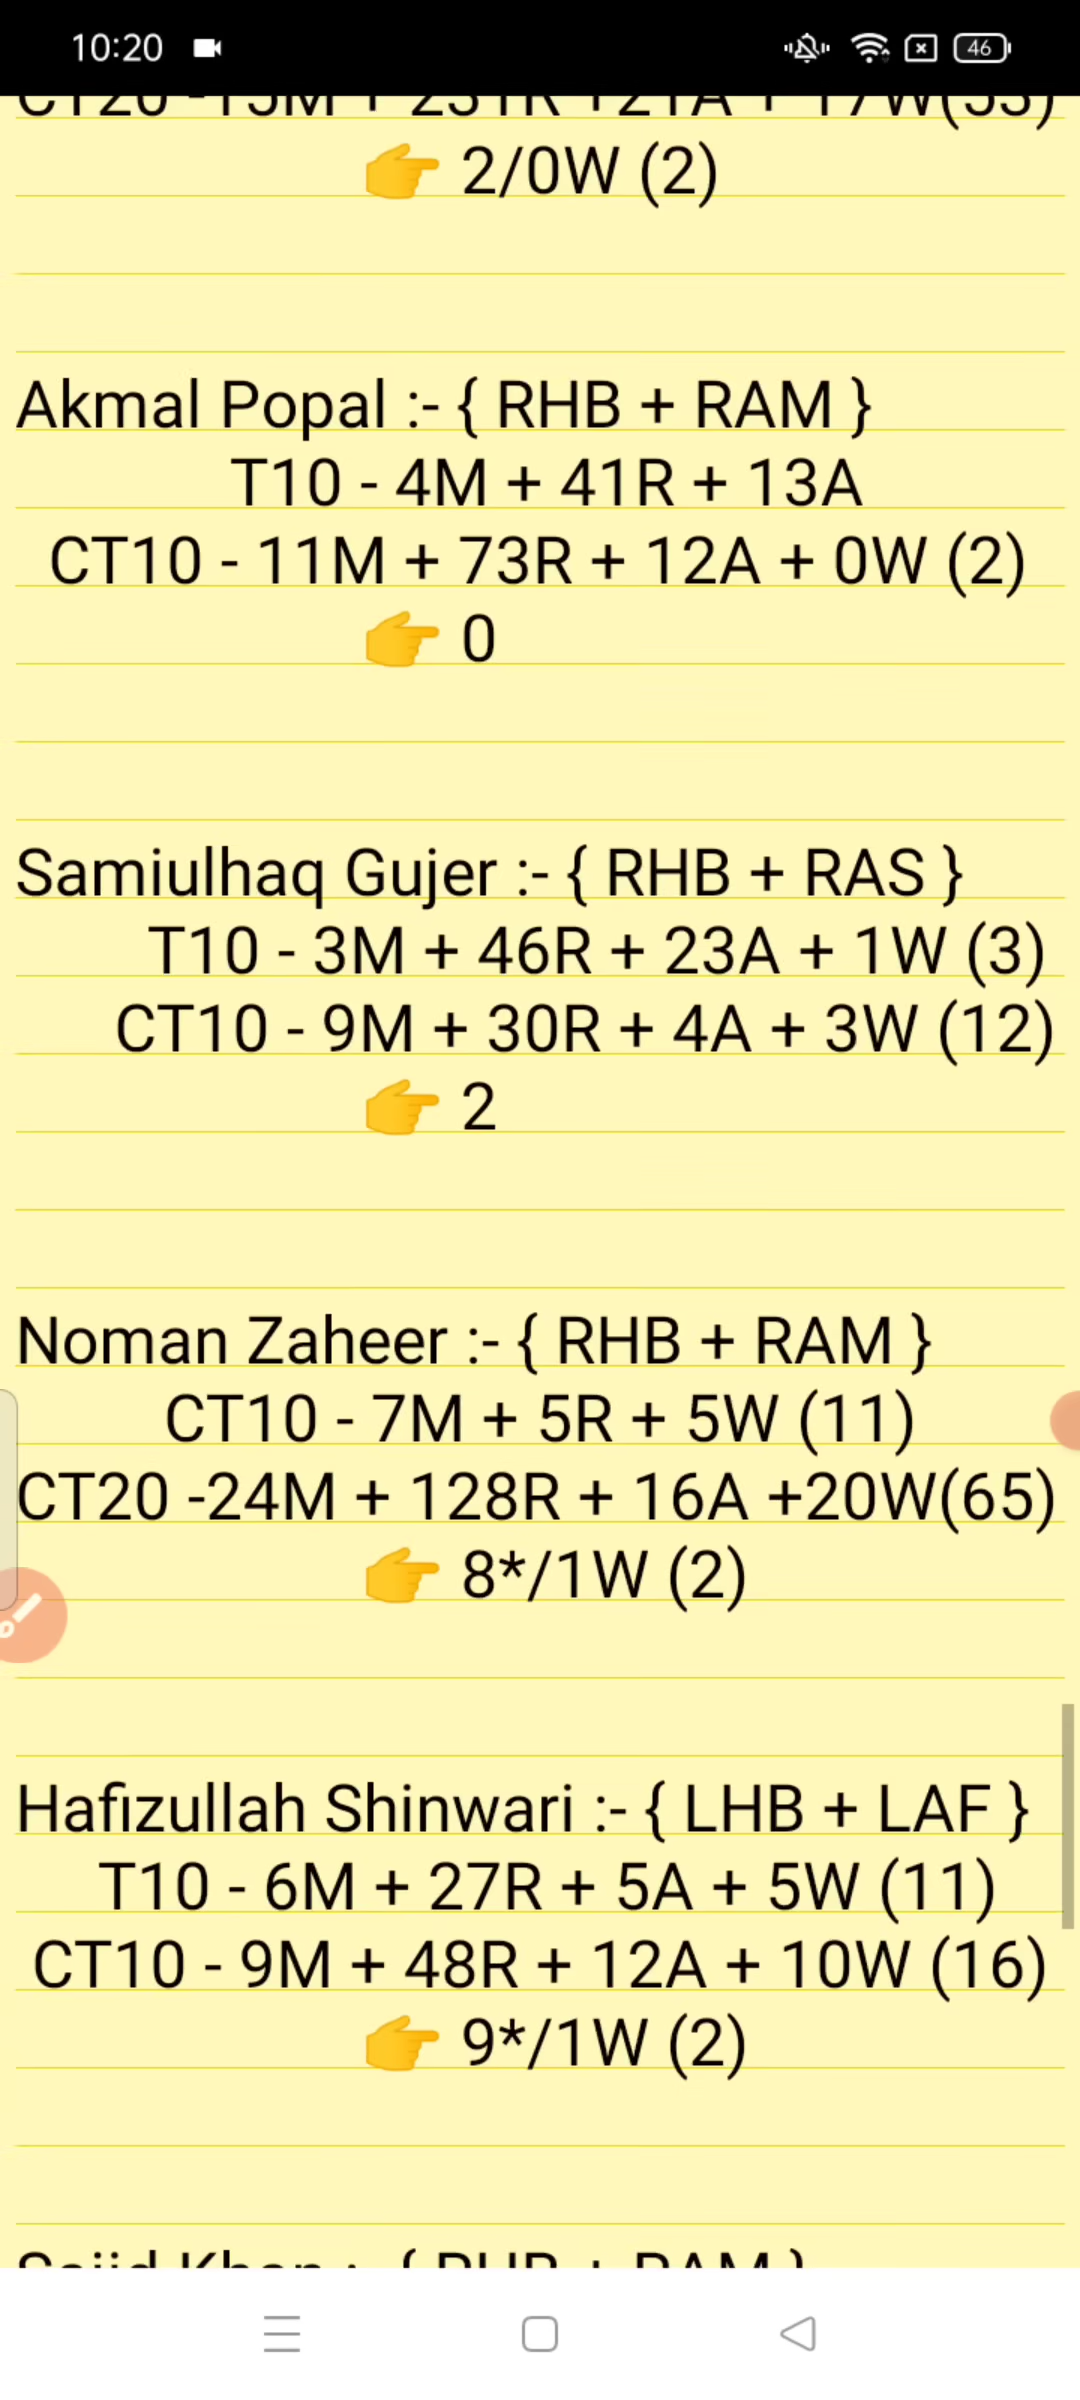 10:20
46
👉 2/0W (2)
Akmal Popal :- { RHB + RAM }
T10 - 4M + 41R + 13A
CT10 - 11M + 73R + 12A + 0W (2)
👉 0
Samiulhaq Gujer :- { RHB + RAS }
T10 - 3M + 46R + 23A + 1W (3)
CT10 - 9M + 30R + 4A + 3W (12)
👉 2
Noman Zaheer :- { RHB + RAM }
CT10 - 7M + 5R + 5W (11)
CT20 -24M + 128R + 16A +20W(65)
👉 8*/1W (2)
Hafizullah Shinwari :- { LHB + LAF }
T10 - 6M + 27R + 5A + 5W (11)
CT10 - 9M + 48R + 12A + 10W (16)
👉 9*/1W (2)